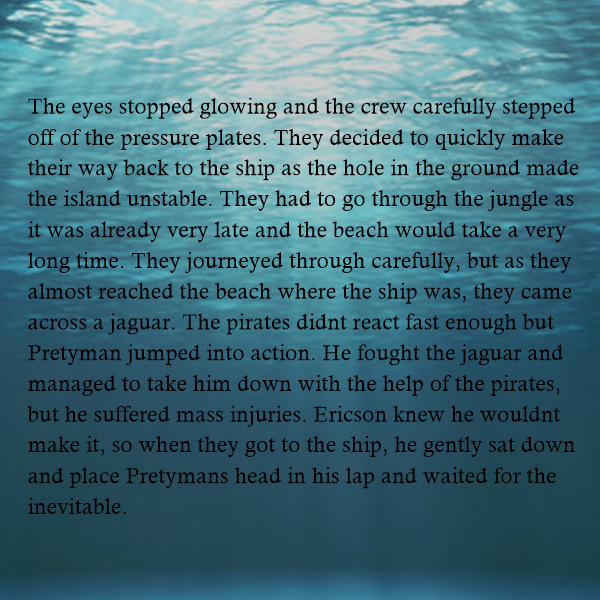 The eyes stopped glowing and the crew carefully stepped
off of the pressure plates. They decided to quickly make
their way back to the ship as the hole in the ground made
the island unstable. They had to go through the jungle as
it was already very late and the beach would take a very
long time. They journeyed through carefully, but as they
almost reached the beach where the ship was, they came
across a jaguar. The pirates didnt react fast enough but
Pretyman jumped into action. He fought the jaguar and
managed to take him down with the help of the pirates,
but he suffered mass injuries. Ericson knew he wouldnt
make it, so when they got to the ship, he gently sat down
and place Pretymans head in his lap and waited for the
inevitable.